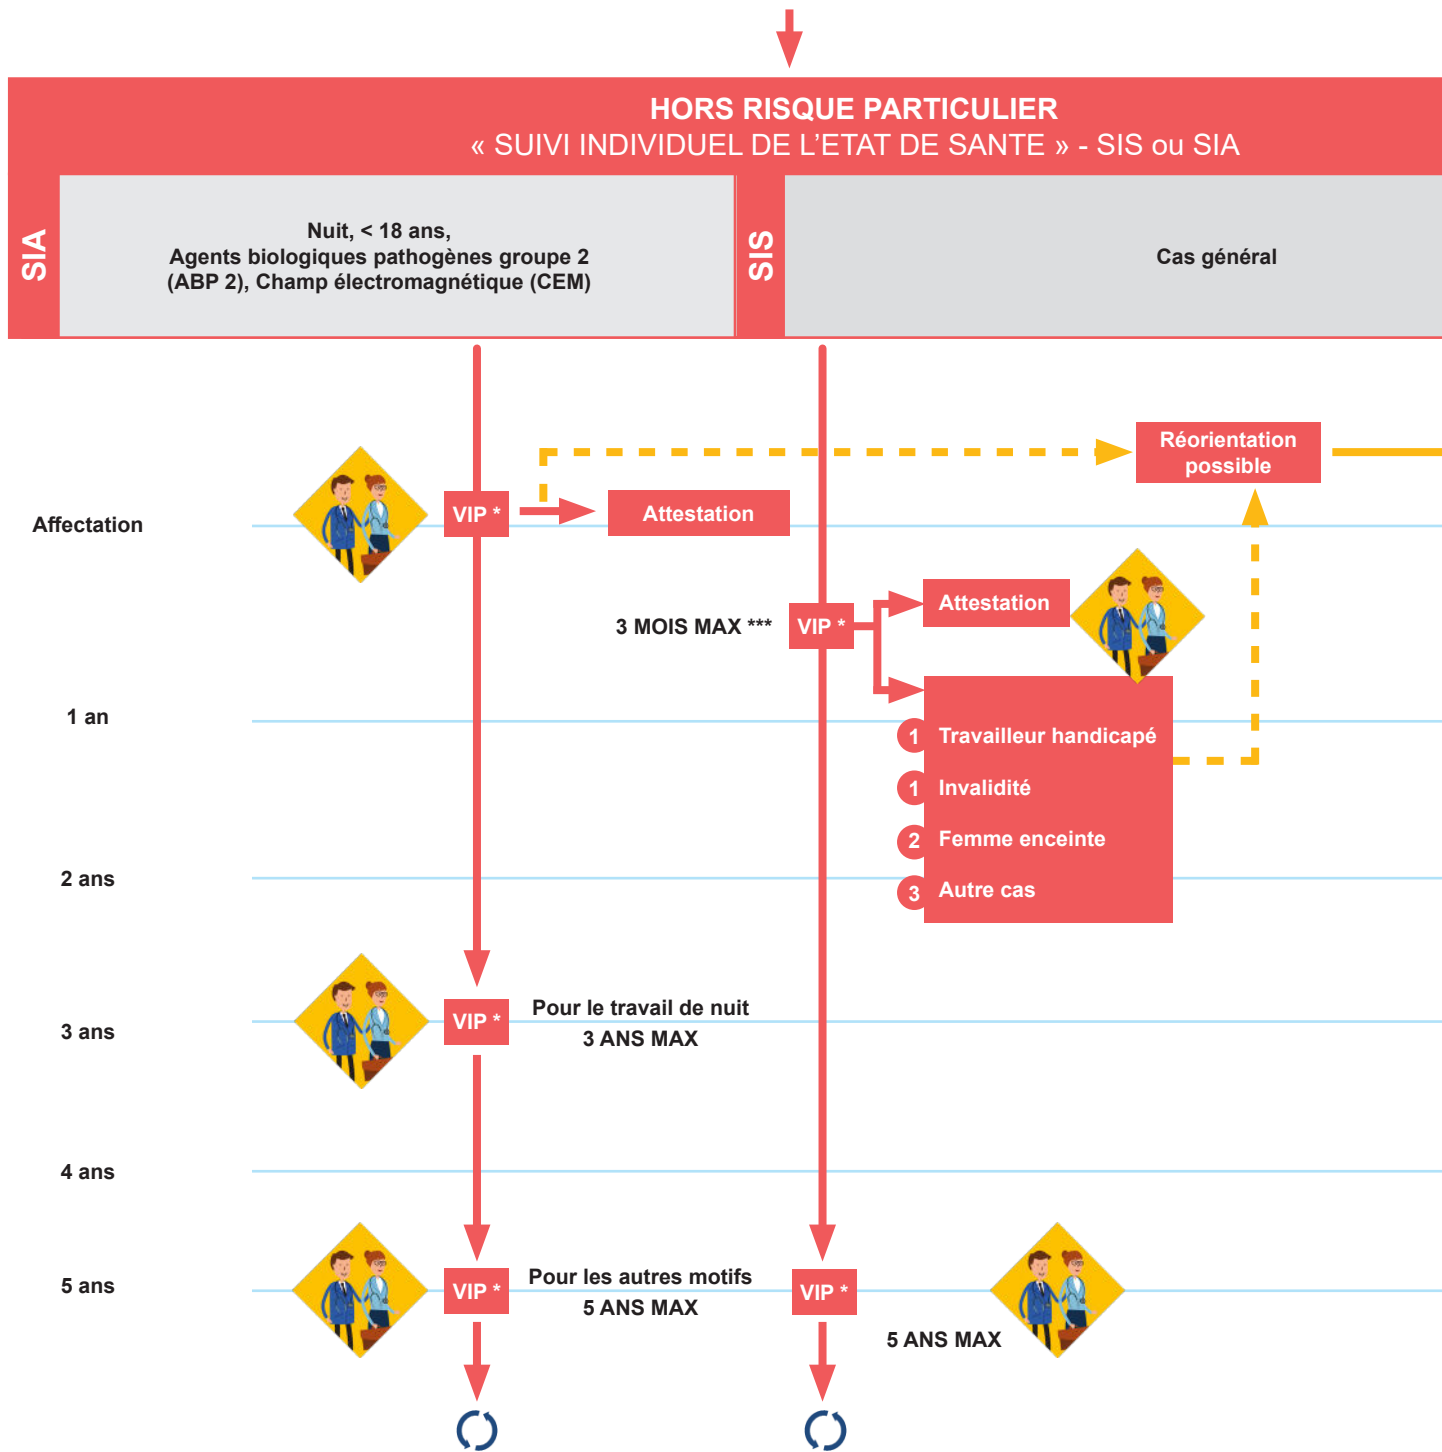 HORS RISQUE PARTICULIER
« SUIVI INDIVIDUEL DE L'ETAT DE SANTE » - SIS ou SIA
SIA
Nuit, < 18 ans,
Agents biologiques pathogènes groupe 2
(ABP 2), Champ électromagnétique (CEM)
SIS
Cas général
Réorientation
possible
Affectation
VIP *
Attestation
3 MOIS MAX ***
VIP *
Attestation
1 an
1 Travailleur handicapé
1 Invalidité
2 Femme enceinte
2 ans
3 Autre cas
3 ans
VIP *
Pour le travail de nuit
3 ANS MAX
4 ans
5 ans
VIP *
Pour les autres motifs
5 ANS MAX
VIP *
5 ANS MAX